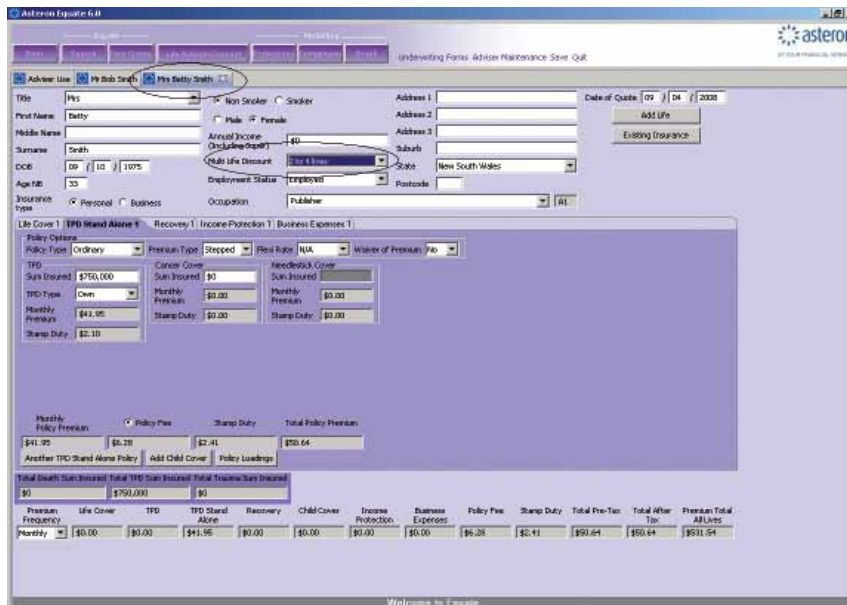 Asteron Equate 6.0
Underwriting Forms Adviser Maintenance Save Quit
asteron
Adviser Use Mr Bob Smith Mrs Betty Smith
Title Mrs Non Smoker Smoker Address 1 Date of Quote 09 / 04 / 2008
First Name Betty Male Female Address 2 Add Life
Middle Name Annual Income (Including Super) $0 Address 3 Existing Insurance
Surname Smith Suburb
DOB 09 / 10 / 1975 Multi Life Discount 2 to 4 lives State New South Wales
Age NB 33 Employment Status Employed Postcode
Insurance type Personal Business Occupation Publisher A1
Life Cover 1 TPD Stand Alone 1 Recovery 1 Income Protection 1 Business Expenses 1
Policy Options
Policy Type Ordinary Premium Type Stepped Flexi Rate N/A Waiver of Premium No
TPD Cancer Cover Needlestick Cover
Sum Insured $750,000 Sum Insured $0 Sum Insured
TPD Type Own Monthly Premium $0.00 Monthly Premium $0.00
Monthly Premium $41.95 Stamp Duty $0.00 Stamp Duty $0.00
Stamp Duty $2.10
Monthly Policy Premium Policy Fee Stamp Duty Total Policy Premium
$41.95 $6.28 $2.41 $50.64
Another TPD Stand Alone Policy Add Child Cover Policy Loadings
Total Death Sum Insured Total TPD Sum Insured Total Trauma Sum Insured
$0 $750,000 $0
Premium Frequency Life Cover TPD TPD Stand Alone Recovery Child Cover Income Protection Business Expenses Policy Fee Stamp Duty Total Pre-Tax Total After Tax Premium Total All Lives
Monthly $0.00 $0.00 $41.95 $0.00 $0.00 $0.00 $0.00 $6.28 $2.41 $50.64 $50.64 $531.54
Welcome to Equate